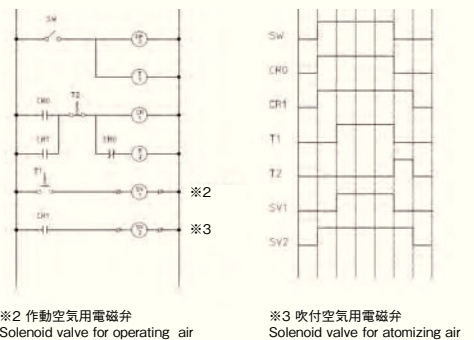 SW
T2
CR0
CR1
CR0
T1
※2
CR1
※3
SW
CR0
CR1
T1
T2
SV1
SV2
※2 作動空気用電磁弁
Solenoid valve for operating air
※3 吹付空気用電磁弁
Solenoid valve for atomizing air